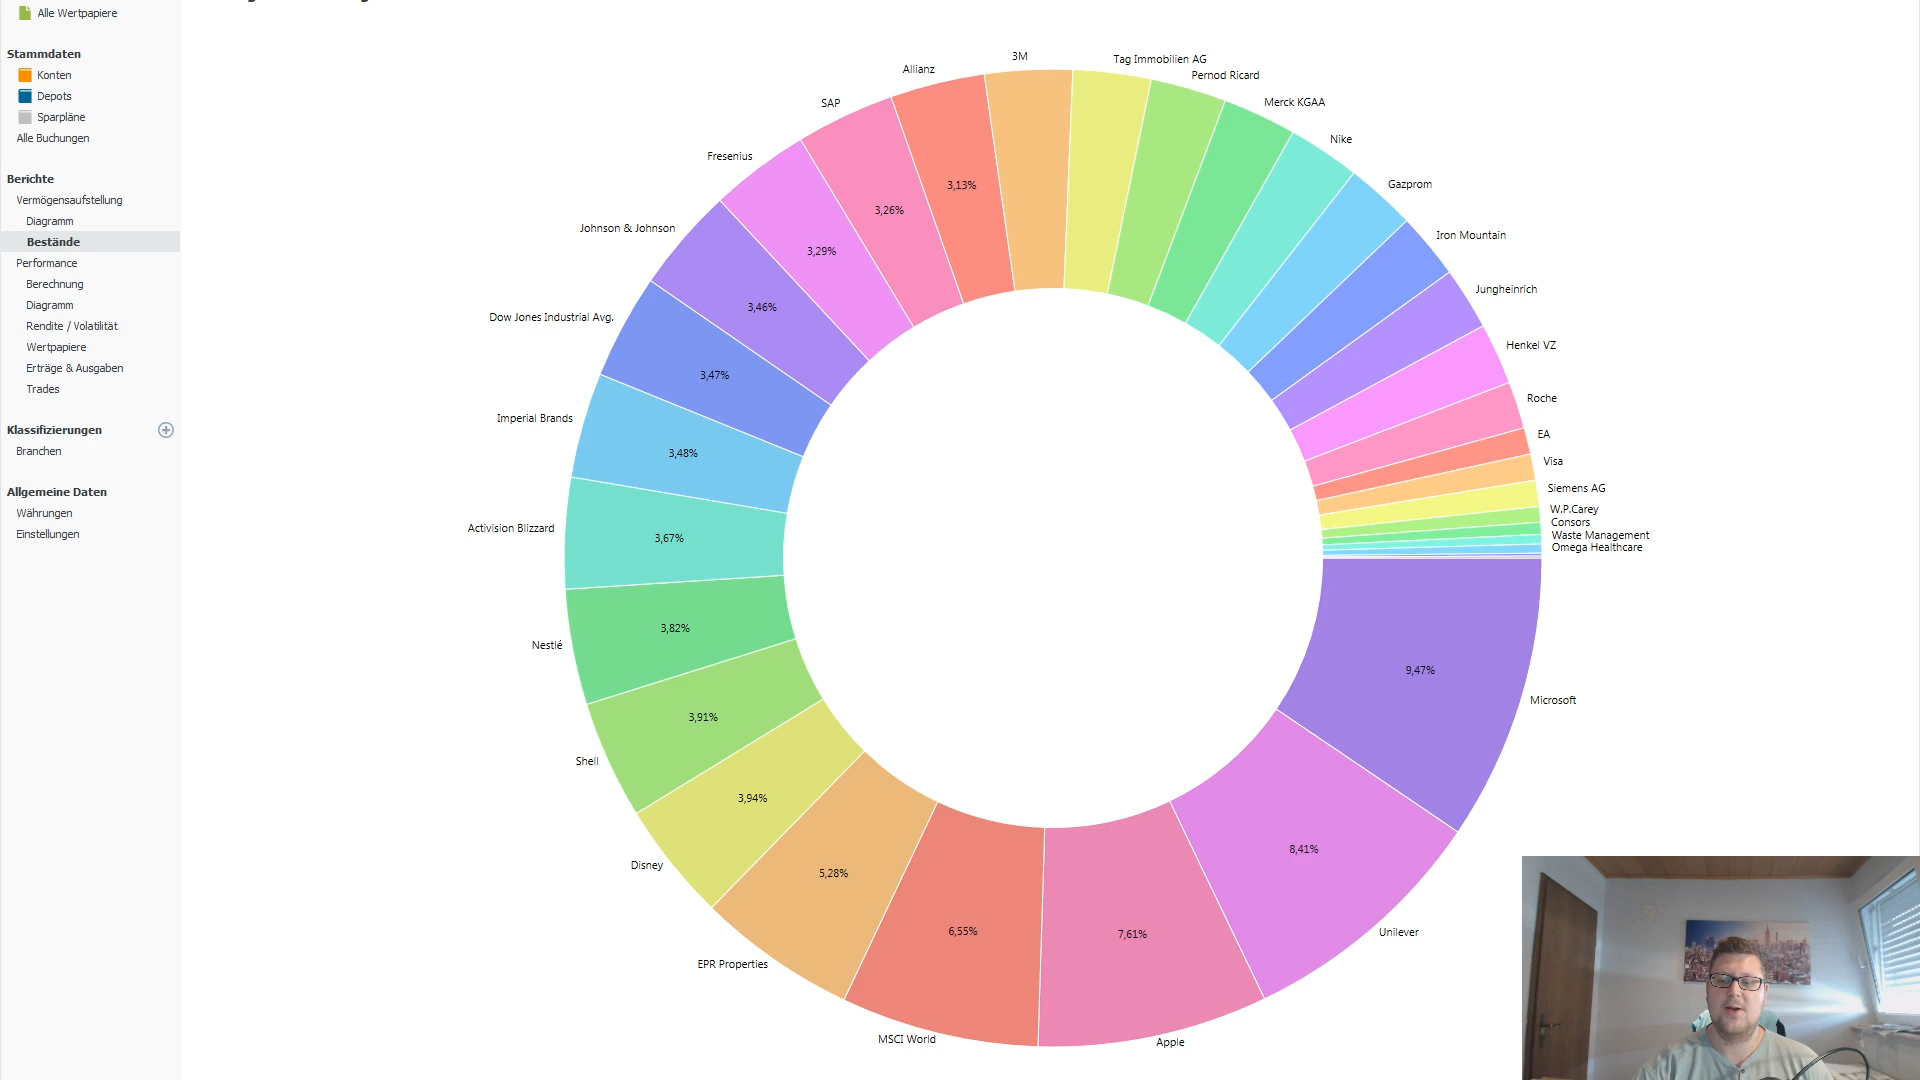 Alle Wertpapiere
Stammdaten
Konten
Depots
Sparpläne
Alle Buchungen
Berichte
Vermögensaufstellung
Diagramm
Bestände
Performance
Berechnung
Diagramm
Rendite / Volatilität
Wertpapiere
Erträge & Ausgaben
Trades
Klassifizierungen
Branchen
Allgemeine Daten
Währungen
Einstellungen
3M
Tag Immobilien AG
Allianz
Pernod Ricard
SAP
Merck KGAA
Nike
Fresenius
Gazprom
3,13%
3,26%
Johnson & Johnson
Iron Mountain
3,29%
Jungheinrich
3,46%
Dow Jones Industrial Avg.
Henkel VZ
3,47%
Roche
Imperial Brands
EA
3,48%
Visa
Siemens AG
W.P.Carey
Consors
Activision Blizzard
Waste Management
3,67%
Omega Healthcare
3,82%
Nestlé
9,47%
Microsoft
3,91%
Shell
3,94%
8,41%
Disney
5,28%
6,55%
7,61%
Unilever
EPR Properties
MSCI World
Apple